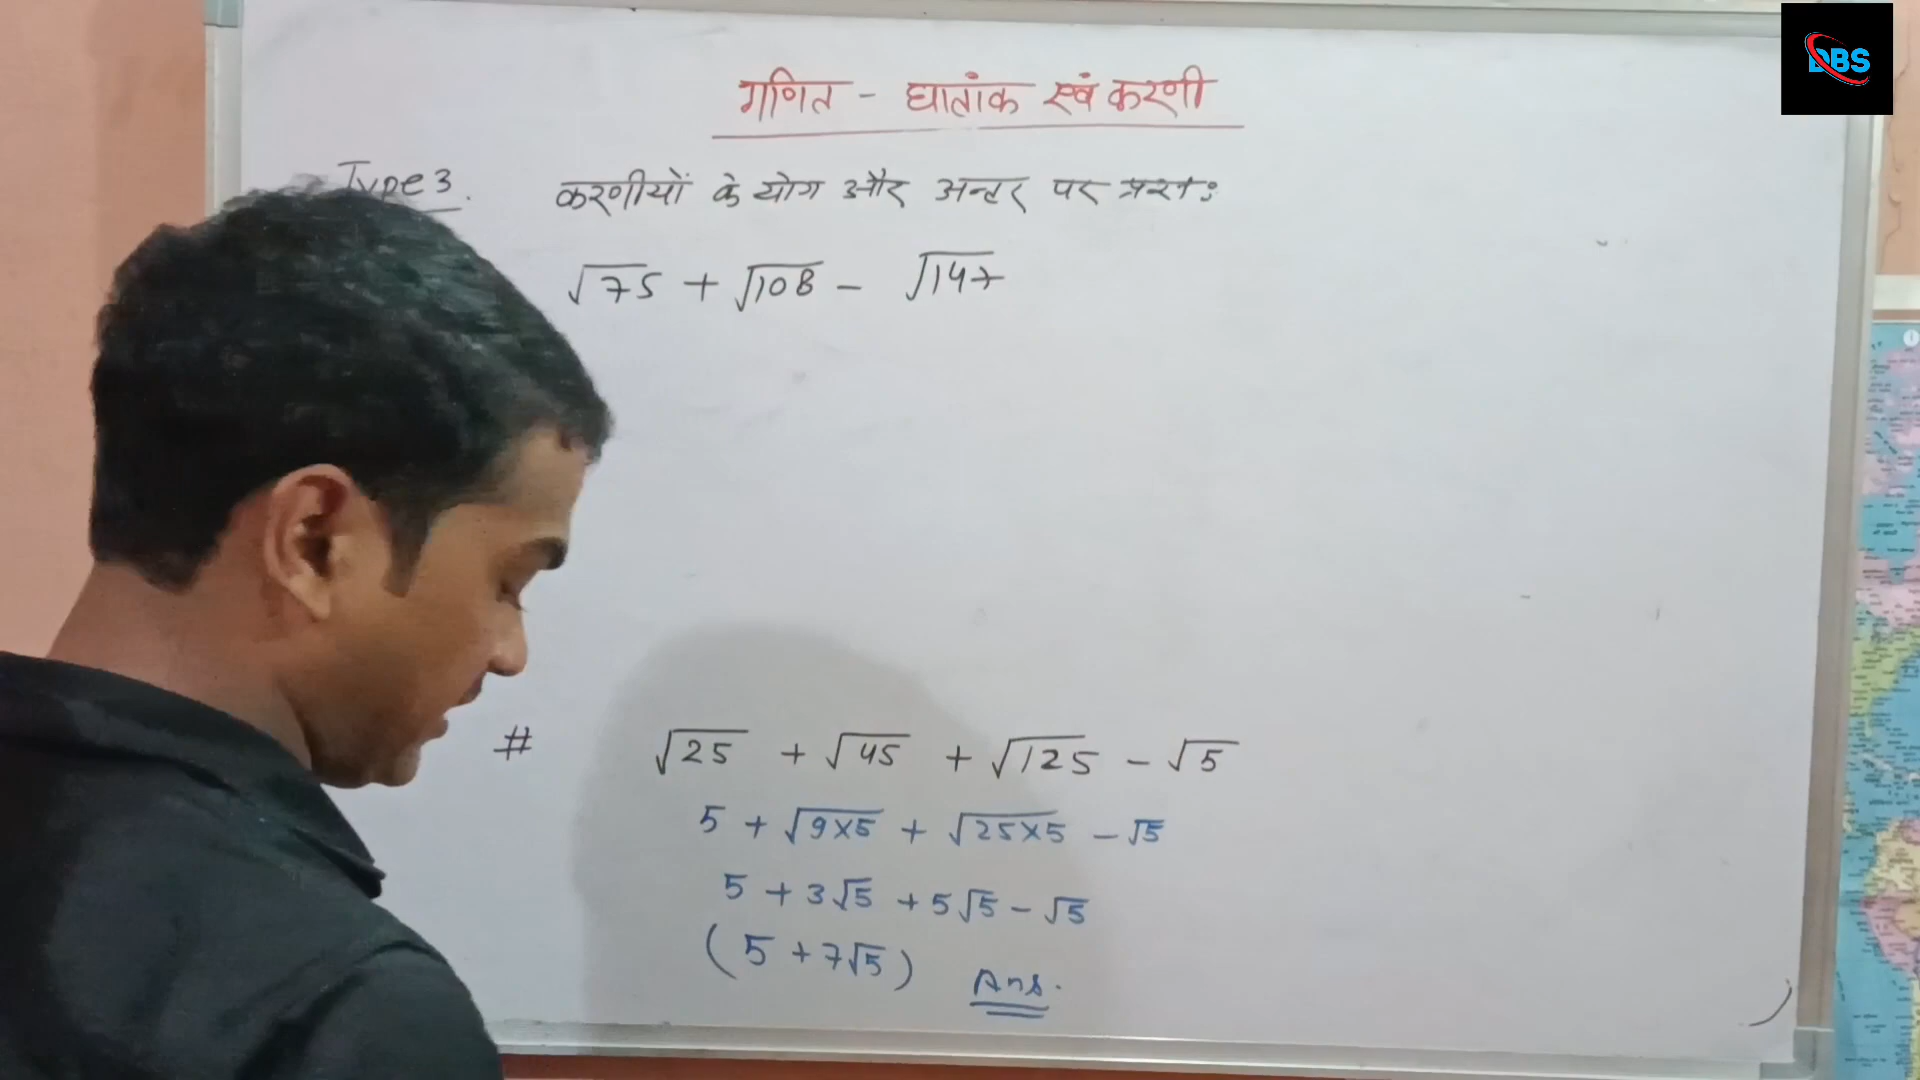 DBS
गणित - घातांक एवं करणी
Type 3.
करणीयों के योग और अन्तर पर प्रश्न :
√75 + √108 - √147
# √25 + √45 + √125 - √5
5 + √9×5 + √25×5 - √5
5 + 3√5 + 5√5 - √5
(5 + 7√5) Ans.